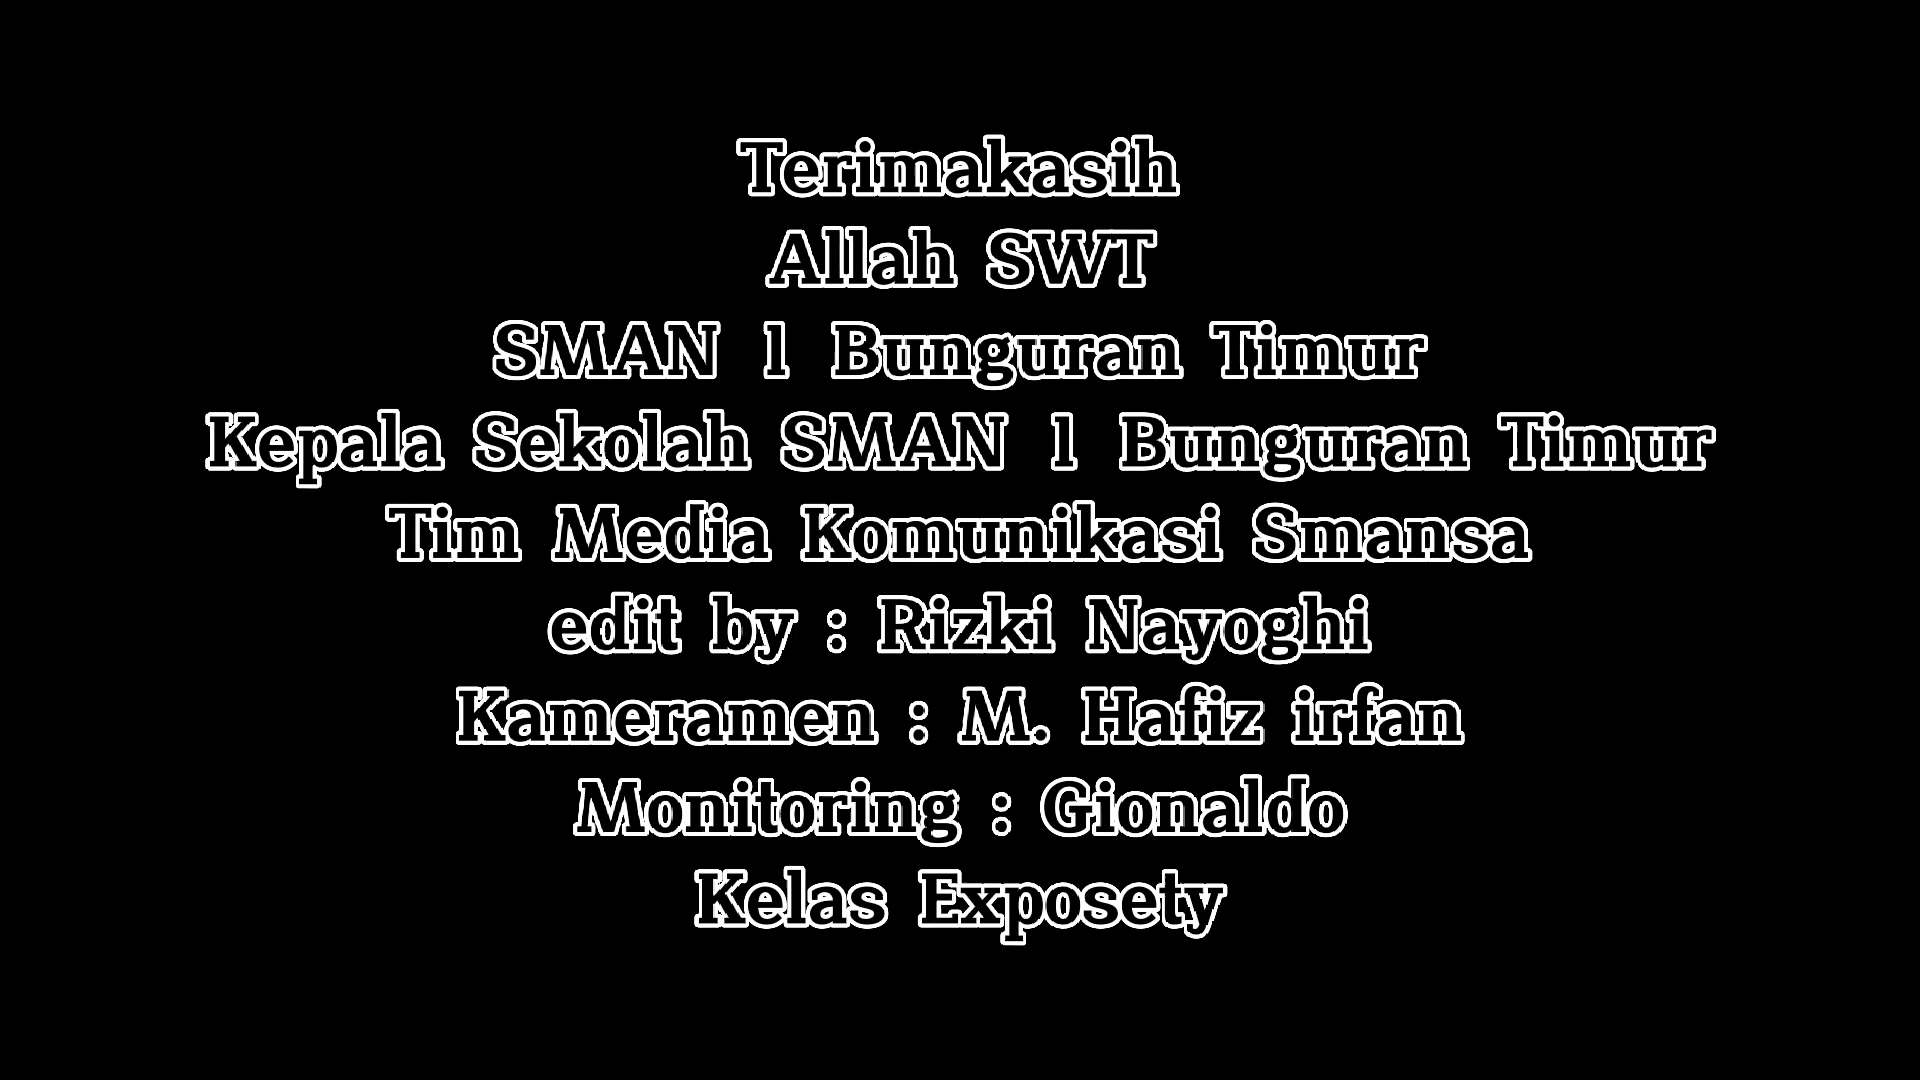 Terimakasih
Allah SWT
SMAN 1 Bunguran Timur
Kepala Sekolah SMAN 1 Bunguran Timur
Tim Media Komunikasi Smansa
edit by : Rizki Nayoghi
Kameramen : M. Hafiz irfan
Monitoring : Gionaldo
Kelas Exposety